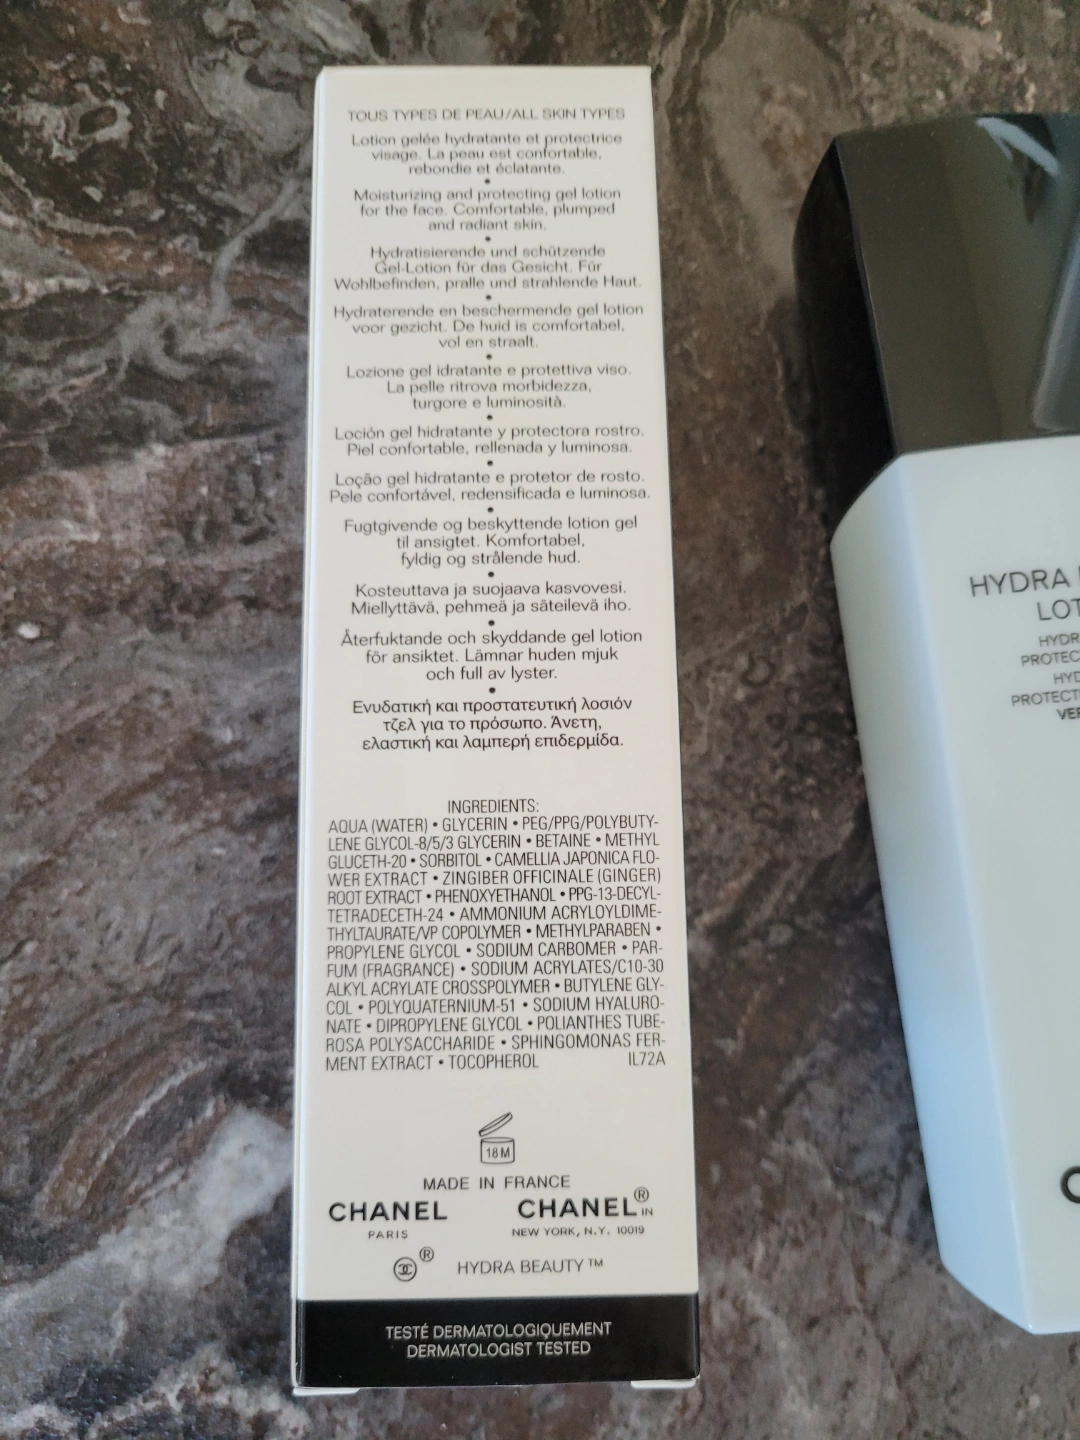 TOUS TYPES DE PEAU/ALL SKIN TYPES
Lotion gelée hydratante et protectrice
visage. La peau est confortable,
rebondie et éclatante.
•
Moisturizing and protecting gel lotion
for the face. Comfortable, plumped
and radiant skin.
•
Hydratisierende und schützende
Gel-Lotion für das Gesicht. Für
Wohlbefinden, pralle und strahlende Haut.
•
Hydraterende en beschermende gel lotion
voor gezicht. De huid is comfortabel,
vol en straalt.
•
Lozione gel idratante e protettiva viso.
La pelle ritrova morbidezza,
turgore e luminosità.
•
Loción gel hidratante y protectora rostro.
Piel confortable, rellenada y luminosa.
•
Loção gel hidratante e protetor de rosto.
Pele confortável, redensificada e luminosa.
•
Fugtgivende og beskyttende lotion gel
til ansigtet. Komfortabel,
fyldig og strålende hud.
•
Kosteuttava ja suojaava kasvovesi.
Miellyttävä, pehmeä ja säteilevä iho.
•
Återfuktande och skyddande gel lotion
för ansiktet. Lämnar huden mjuk
och full av lyster.
•
Ενυδατική και προστατευτική λοσιόν
τζελ για το πρόσωπο. Άνετη,
ελαστική και λαμπερή επιδερμίδα.
INGREDIENTS:
AQUA (WATER) • GLYCERIN • PEG/PPG/POLYBUTY-
LENE GLYCOL-8/5/3 GLYCERIN • BETAINE • METHYL
GLUCETH-20 • SORBITOL • CAMELLIA JAPONICA FLO-
WER EXTRACT • ZINGIBER OFFICINALE (GINGER)
ROOT EXTRACT • PHENOXYETHANOL • PPG-13-DECYL-
TETRADECETH-24 • AMMONIUM ACRYLOYLDIME-
THYLTAURATE/VP COPOLYMER • METHYLPARABEN •
PROPYLENE GLYCOL • SODIUM CARBOMER • PAR-
FUM (FRAGRANCE) • SODIUM ACRYLATES/C10-30
ALKYL ACRYLATE CROSSPOLYMER • BUTYLENE GLY-
COL • POLYQUATERNIUM-51 • SODIUM HYALURO-
NATE • DIPROPYLENE GLYCOL • POLIANTHES TUBE-
ROSA POLYSACCHARIDE • SPHINGOMONAS FER-
MENT EXTRACT • TOCOPHEROL IL72A
18M
MADE IN FRANCE
CHANEL CHANEL® IN
PARIS NEW YORK, N.Y. 10019
® HYDRA BEAUTY™
TESTÉ DERMATOLOGIQUEMENT
DERMATOLOGIST TESTED
HYDRA
LOT
HYDR
PROTEC
HYD
PROTECT
VER
C